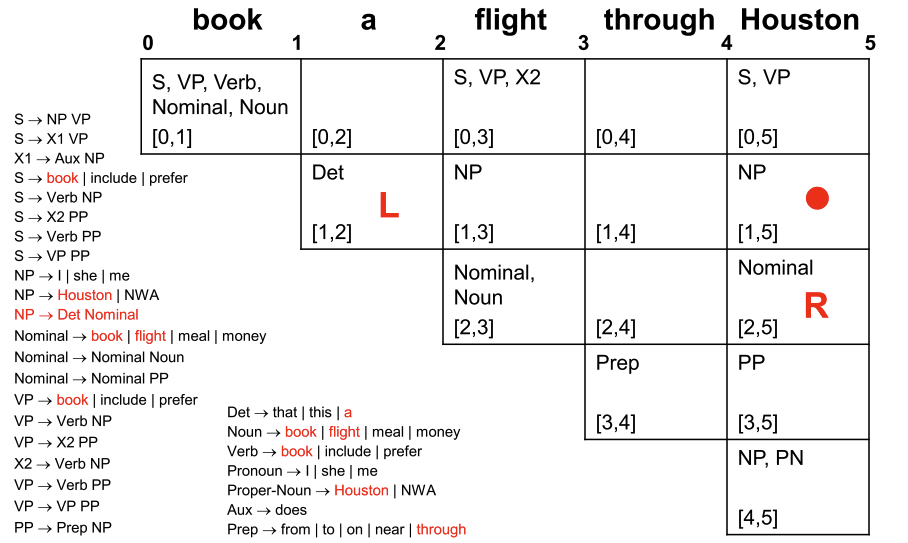 book a flight through Houston
0 1 2 3 4 5
S, VP, Verb,
Nominal, Noun
[0,1]
[0,2]
S, VP, X2
[0,3]
[0,4]
S, VP
[0,5]
Det
L
[1,2]
NP
[1,3]
[1,4]
NP
[1,5]
Nominal,
Noun
[2,3]
[2,4]
Nominal
R
[2,5]
Prep
[3,4]
PP
[3,5]
NP, PN
[4,5]
S → NP VP
S → X1 VP
X1 → Aux NP
S → book | include | prefer
S → Verb NP
S → X2 PP
S → Verb PP
S → VP PP
NP → I | she | me
NP → Houston | NWA
NP → Det Nominal
Nominal → book | flight | meal | money
Nominal → Nominal Noun
Nominal → Nominal PP
VP → book | include | prefer
VP → Verb NP
VP → X2 PP
X2 → Verb NP
VP → Verb PP
VP → VP PP
PP → Prep NP
Det → that | this | a
Noun → book | flight | meal | money
Verb → book | include | prefer
Pronoun → I | she | me
Proper-Noun → Houston | NWA
Aux → does
Prep → from | to | on | near | through